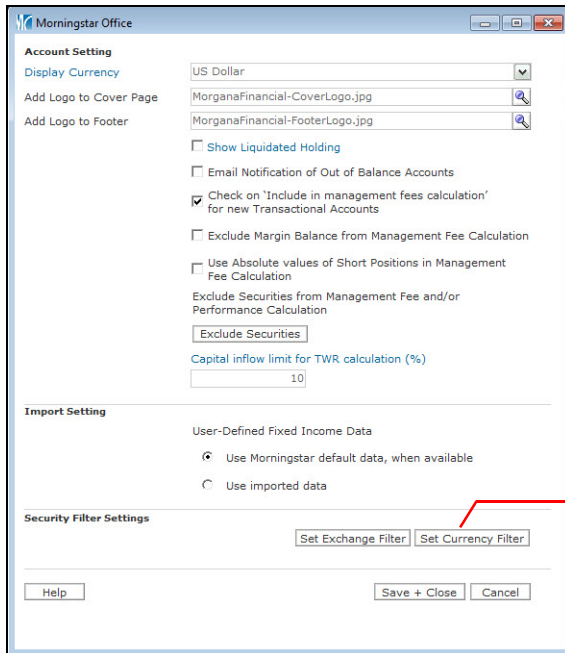 Morningstar Office
Account Setting
Display Currency
US Dollar
Add Logo to Cover Page
MorganaFinancial-CoverLogo.jpg
Add Logo to Footer
MorganaFinancial-FooterLogo.jpg
Show Liquidated Holding
Email Notification of Out of Balance Accounts
Check on ‘Include in management fees calculation’
for new Transactional Accounts
Exclude Margin Balance from Management Fee Calculation
Use Absolute values of Short Positions in Management
Fee Calculation
Exclude Securities from Management Fee and/or
Performance Calculation
Exclude Securities
Capital inflow limit for TWR calculation (%)
10
Import Setting
User-Defined Fixed Income Data
Use Morningstar default data, when available
Use imported data
Security Filter Settings
Set Exchange Filter
Set Currency Filter
Help
Save + Close
Cancel